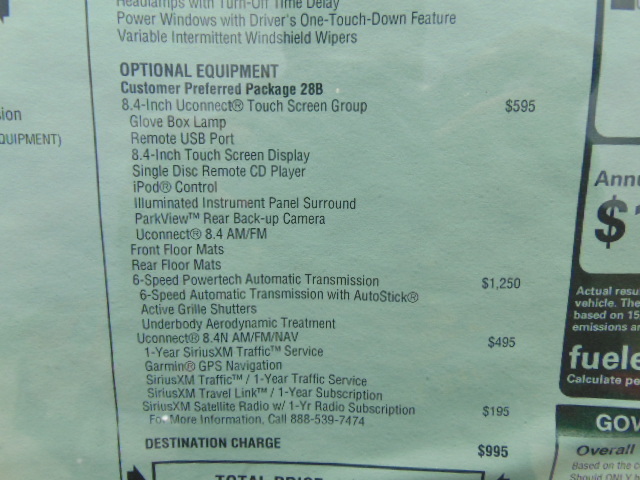 Headlamps with Turn-Off Time Delay
Power Windows with Driver's One-Touch-Down Feature
Variable Intermittent Windshield Wipers
OPTIONAL EQUIPMENT
Customer Preferred Package 28B
8.4-Inch Uconnect® Touch Screen Group $595
Glove Box Lamp
Remote USB Port
8.4-Inch Touch Screen Display
Single Disc Remote CD Player
iPod® Control
Illuminated Instrument Panel Surround
ParkView™ Rear Back-up Camera
Uconnect® 8.4 AM/FM
Front Floor Mats
Rear Floor Mats
6-Speed Powertech Automatic Transmission $1,250
6-Speed Automatic Transmission with AutoStick®
Active Grille Shutters
Underbody Aerodynamic Treatment
Uconnect® 8.4N AM/FM/NAV $495
1-Year SiriusXM Traffic™ Service
Garmin® GPS Navigation
SiriusXM Traffic™ / 1-Year Traffic Service
SiriusXM Travel Link™ / 1-Year Subscription
SiriusXM Satellite Radio w/ 1-Yr Radio Subscription $195
For More Information, Call 888-539-7474
DESTINATION CHARGE $995
TOTAL PRICE
sion
QUIPMENT)
Annu
$
Actual resu
vehicle. The
based on 15
emissions a
fuele
Calculate pe
GOV
Overall
Based on the c
Should ONLY b